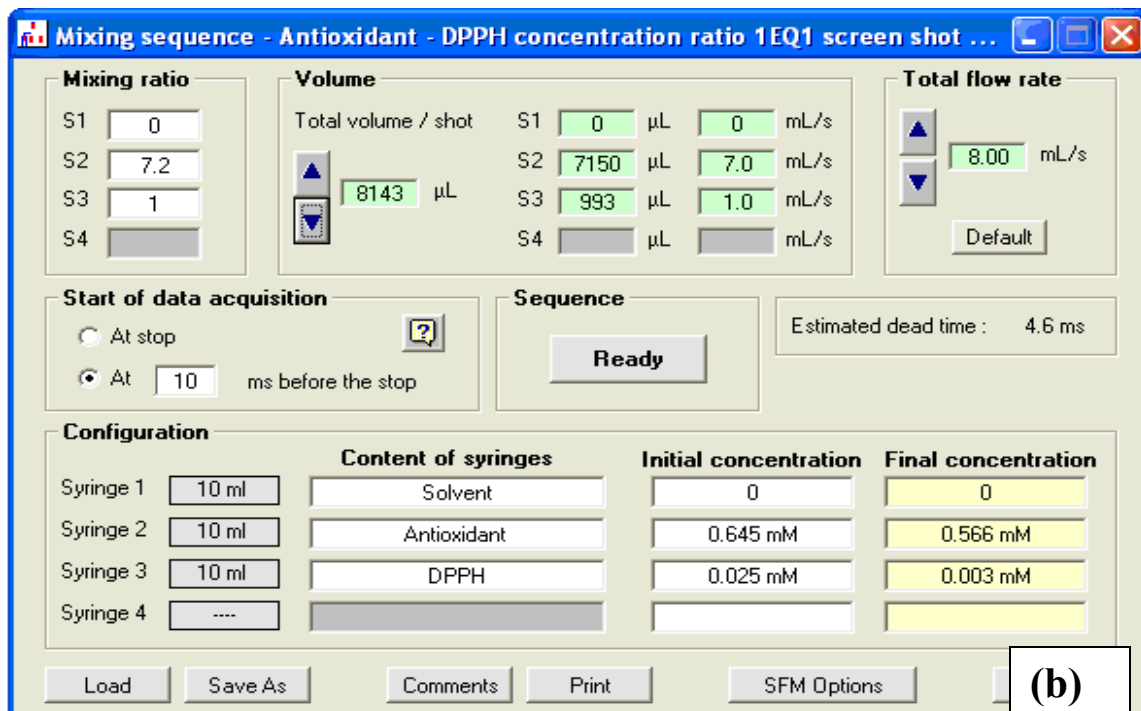 Mixing sequence - Antioxidant - DPPH concentration ratio 1EQ1 screen shot ...
Mixing ratio
S1 0
S2 7.2
S3 1
S4
Volume
Total volume / shot
8143 µL
S1 0 µL 0 mL/s
S2 7150 µL 7.0 mL/s
S3 993 µL 1.0 mL/s
S4 µL mL/s
Total flow rate
8.00 mL/s
Default
Start of data acquisition
At stop
?
At 10 ms before the stop
Sequence
Ready
Estimated dead time : 4.6 ms
Configuration
Content of syringes Initial concentration Final concentration
Syringe 1 10 ml Solvent 0 0
Syringe 2 10 ml Antioxidant 0.645 mM 0.566 mM
Syringe 3 10 ml DPPH 0.025 mM 0.003 mM
Syringe 4 ----
Load Save As Comments Print SFM Options
(b)